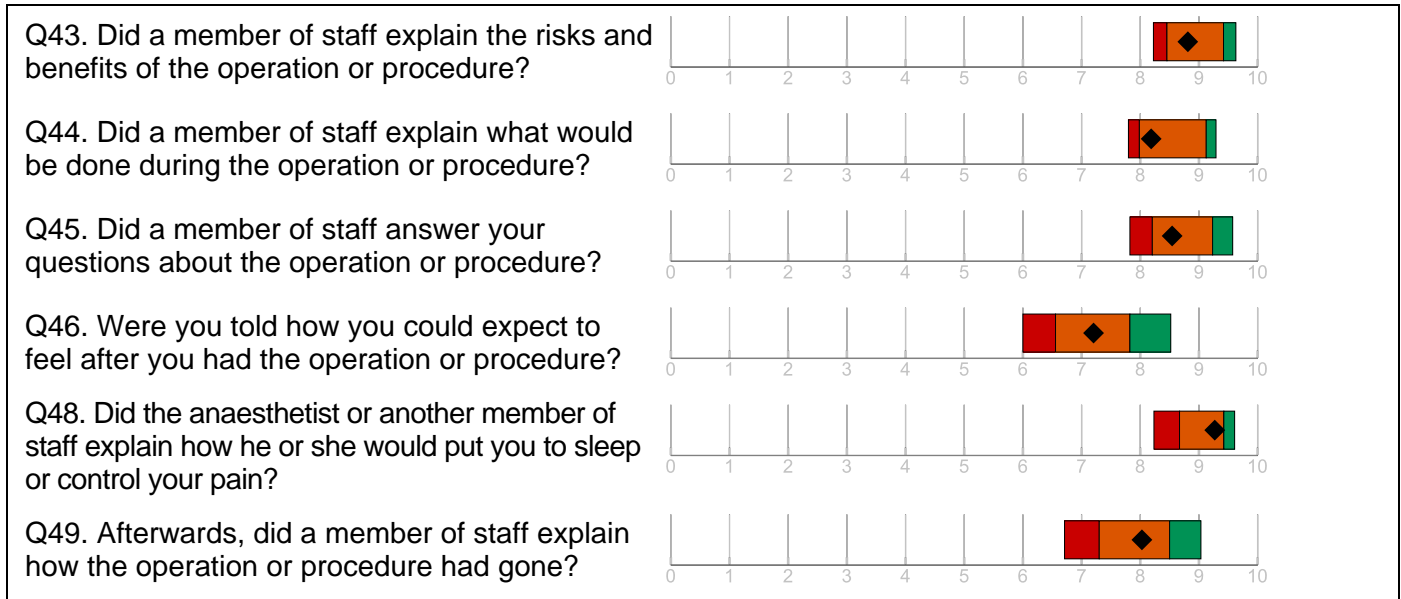 Q43. Did a member of staff explain the risks and
benefits of the operation or procedure?
0 1 2 3 4 5 6 7 8 9 10
Q44. Did a member of staff explain what would
be done during the operation or procedure?
0 1 2 3 4 5 6 7 8 9 10
Q45. Did a member of staff answer your
questions about the operation or procedure?
0 1 2 3 4 5 6 7 8 9 10
Q46. Were you told how you could expect to
feel after you had the operation or procedure?
0 1 2 3 4 5 6 7 8 9 10
Q48. Did the anaesthetist or another member of
staff explain how he or she would put you to sleep
or control your pain?
0 1 2 3 4 5 6 7 8 9 10
Q49. Afterwards, did a member of staff explain
how the operation or procedure had gone?
0 1 2 3 4 5 6 7 8 9 10